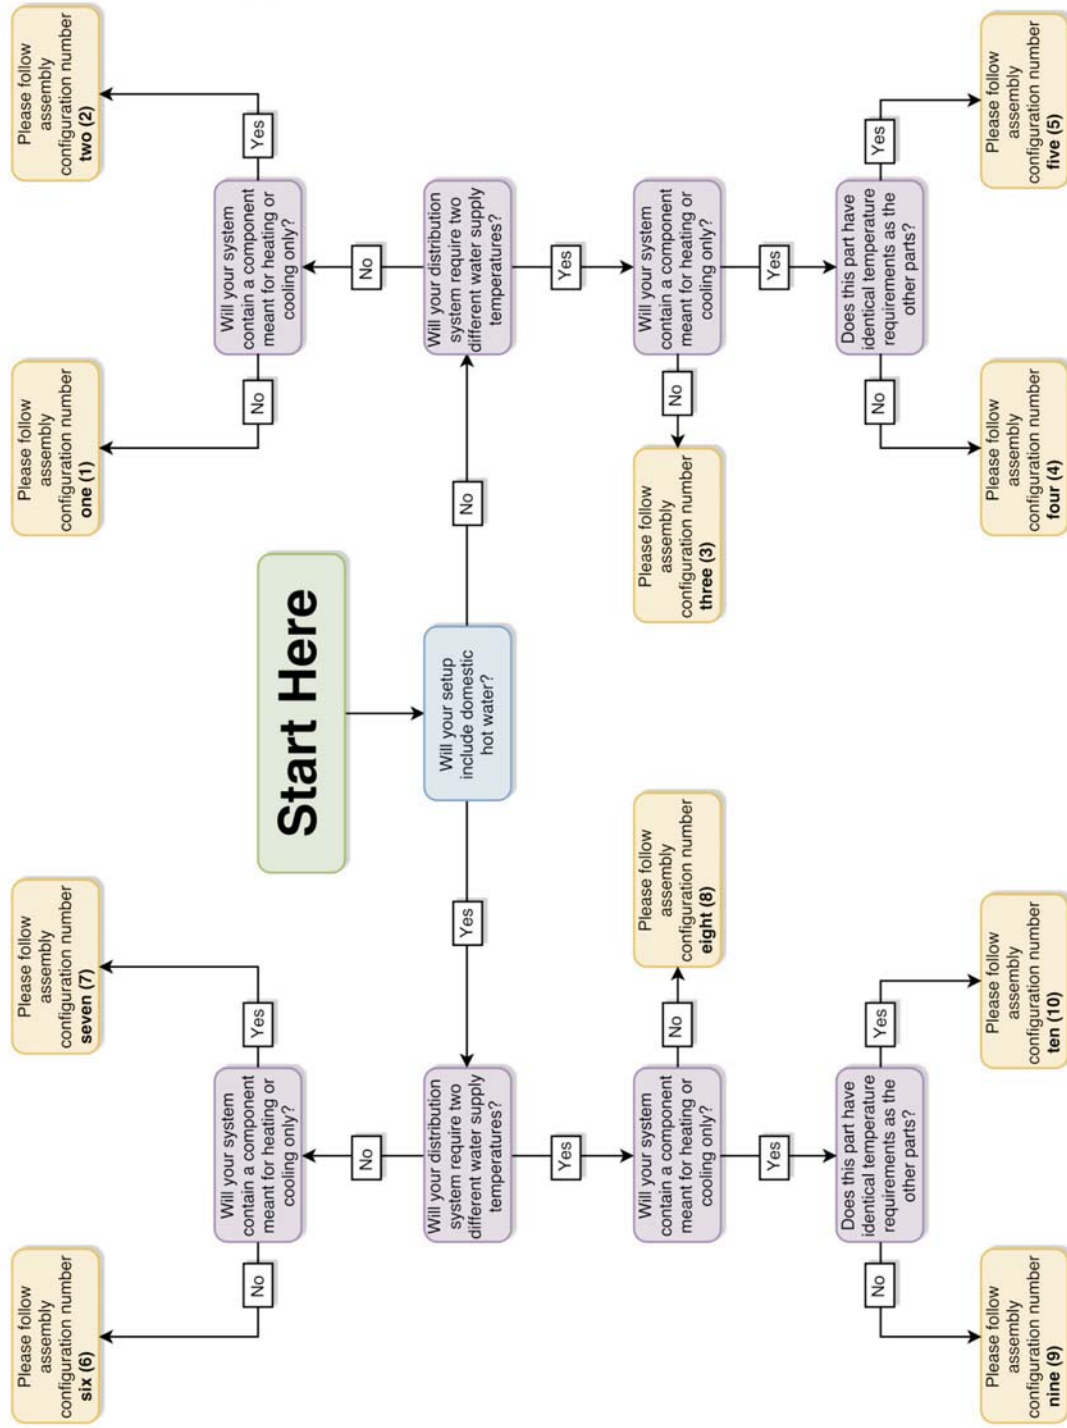 Please follow
assembly
configuration number
six (6)
Please follow
assembly
configuration number
seven (7)
Please follow
assembly
configuration number
one (1)
Please follow
assembly
configuration number
two (2)
No
Will your system
contain a component
meant for heating or
cooling only?
Yes
Start Here
No
Will your system
contain a component
meant for heating or
cooling only?
Yes
No
No
Will your distribution
system require two
different water supply
temperatures?
Yes
Will your setup
include domestic
hot water?
No
Will your distribution
system require two
different water supply
temperatures?
Yes
Yes
Will your system
contain a component
meant for heating or
cooling only?
No
Please follow
assembly
configuration number
eight (8)
Please follow
assembly
configuration number
three (3)
No
Will your system
contain a component
meant for heating or
cooling only?
Yes
Yes
No
Does this part have
identical temperature
requirements as the
other parts?
Yes
No
Does this part have
identical temperature
requirements as the
other parts?
Yes
Please follow
assembly
configuration number
nine (9)
Please follow
assembly
configuration number
ten (10)
Please follow
assembly
configuration number
four (4)
Please follow
assembly
configuration number
five (5)